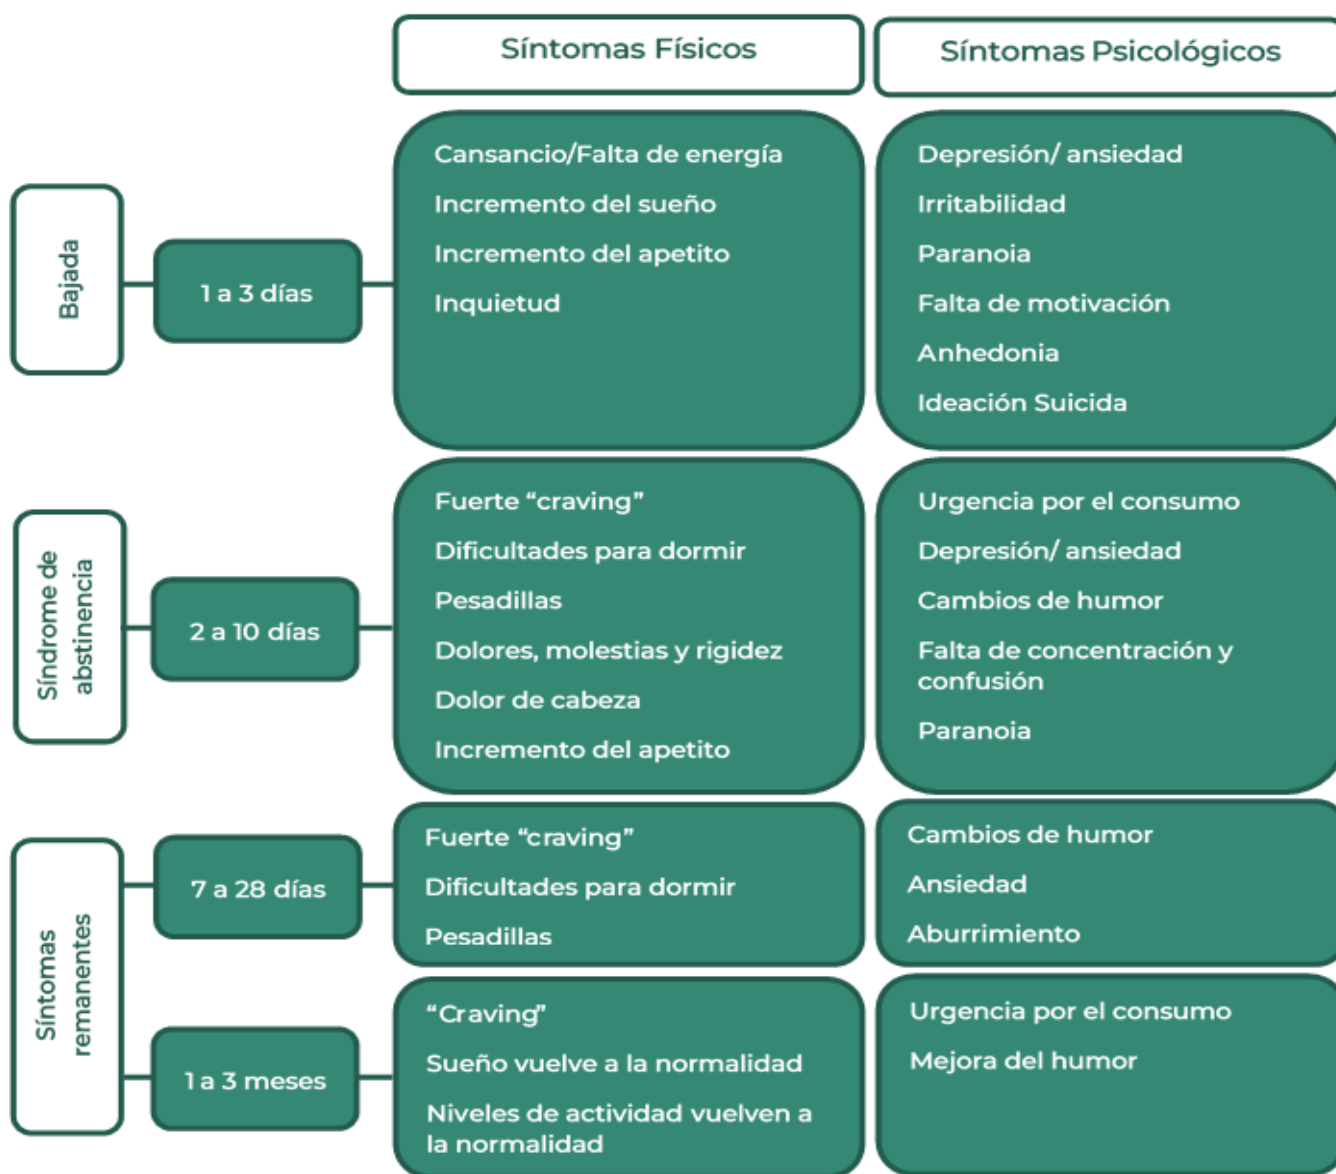 Síntomas Físicos
Síntomas Psicológicos
Bajada
1 a 3 días
Cansancio/Falta de energía
Incremento del sueño
Incremento del apetito
Inquietud
Depresión/ ansiedad
Irritabilidad
Paranoia
Falta de motivación
Anhedonia
Ideación Suicida
Síndrome de
abstinencia
2 a 10 días
Fuerte “craving”
Dificultades para dormir
Pesadillas
Dolores, molestias y rigidez
Dolor de cabeza
Incremento del apetito
Urgencia por el consumo
Depresión/ ansiedad
Cambios de humor
Falta de concentración y
confusión
Paranoia
Síntomas
remanentes
7 a 28 días
Fuerte “craving”
Dificultades para dormir
Pesadillas
Cambios de humor
Ansiedad
Aburrimiento
1 a 3 meses
“Craving”
Sueño vuelve a la normalidad
Niveles de actividad vuelven a
la normalidad
Urgencia por el consumo
Mejora del humor